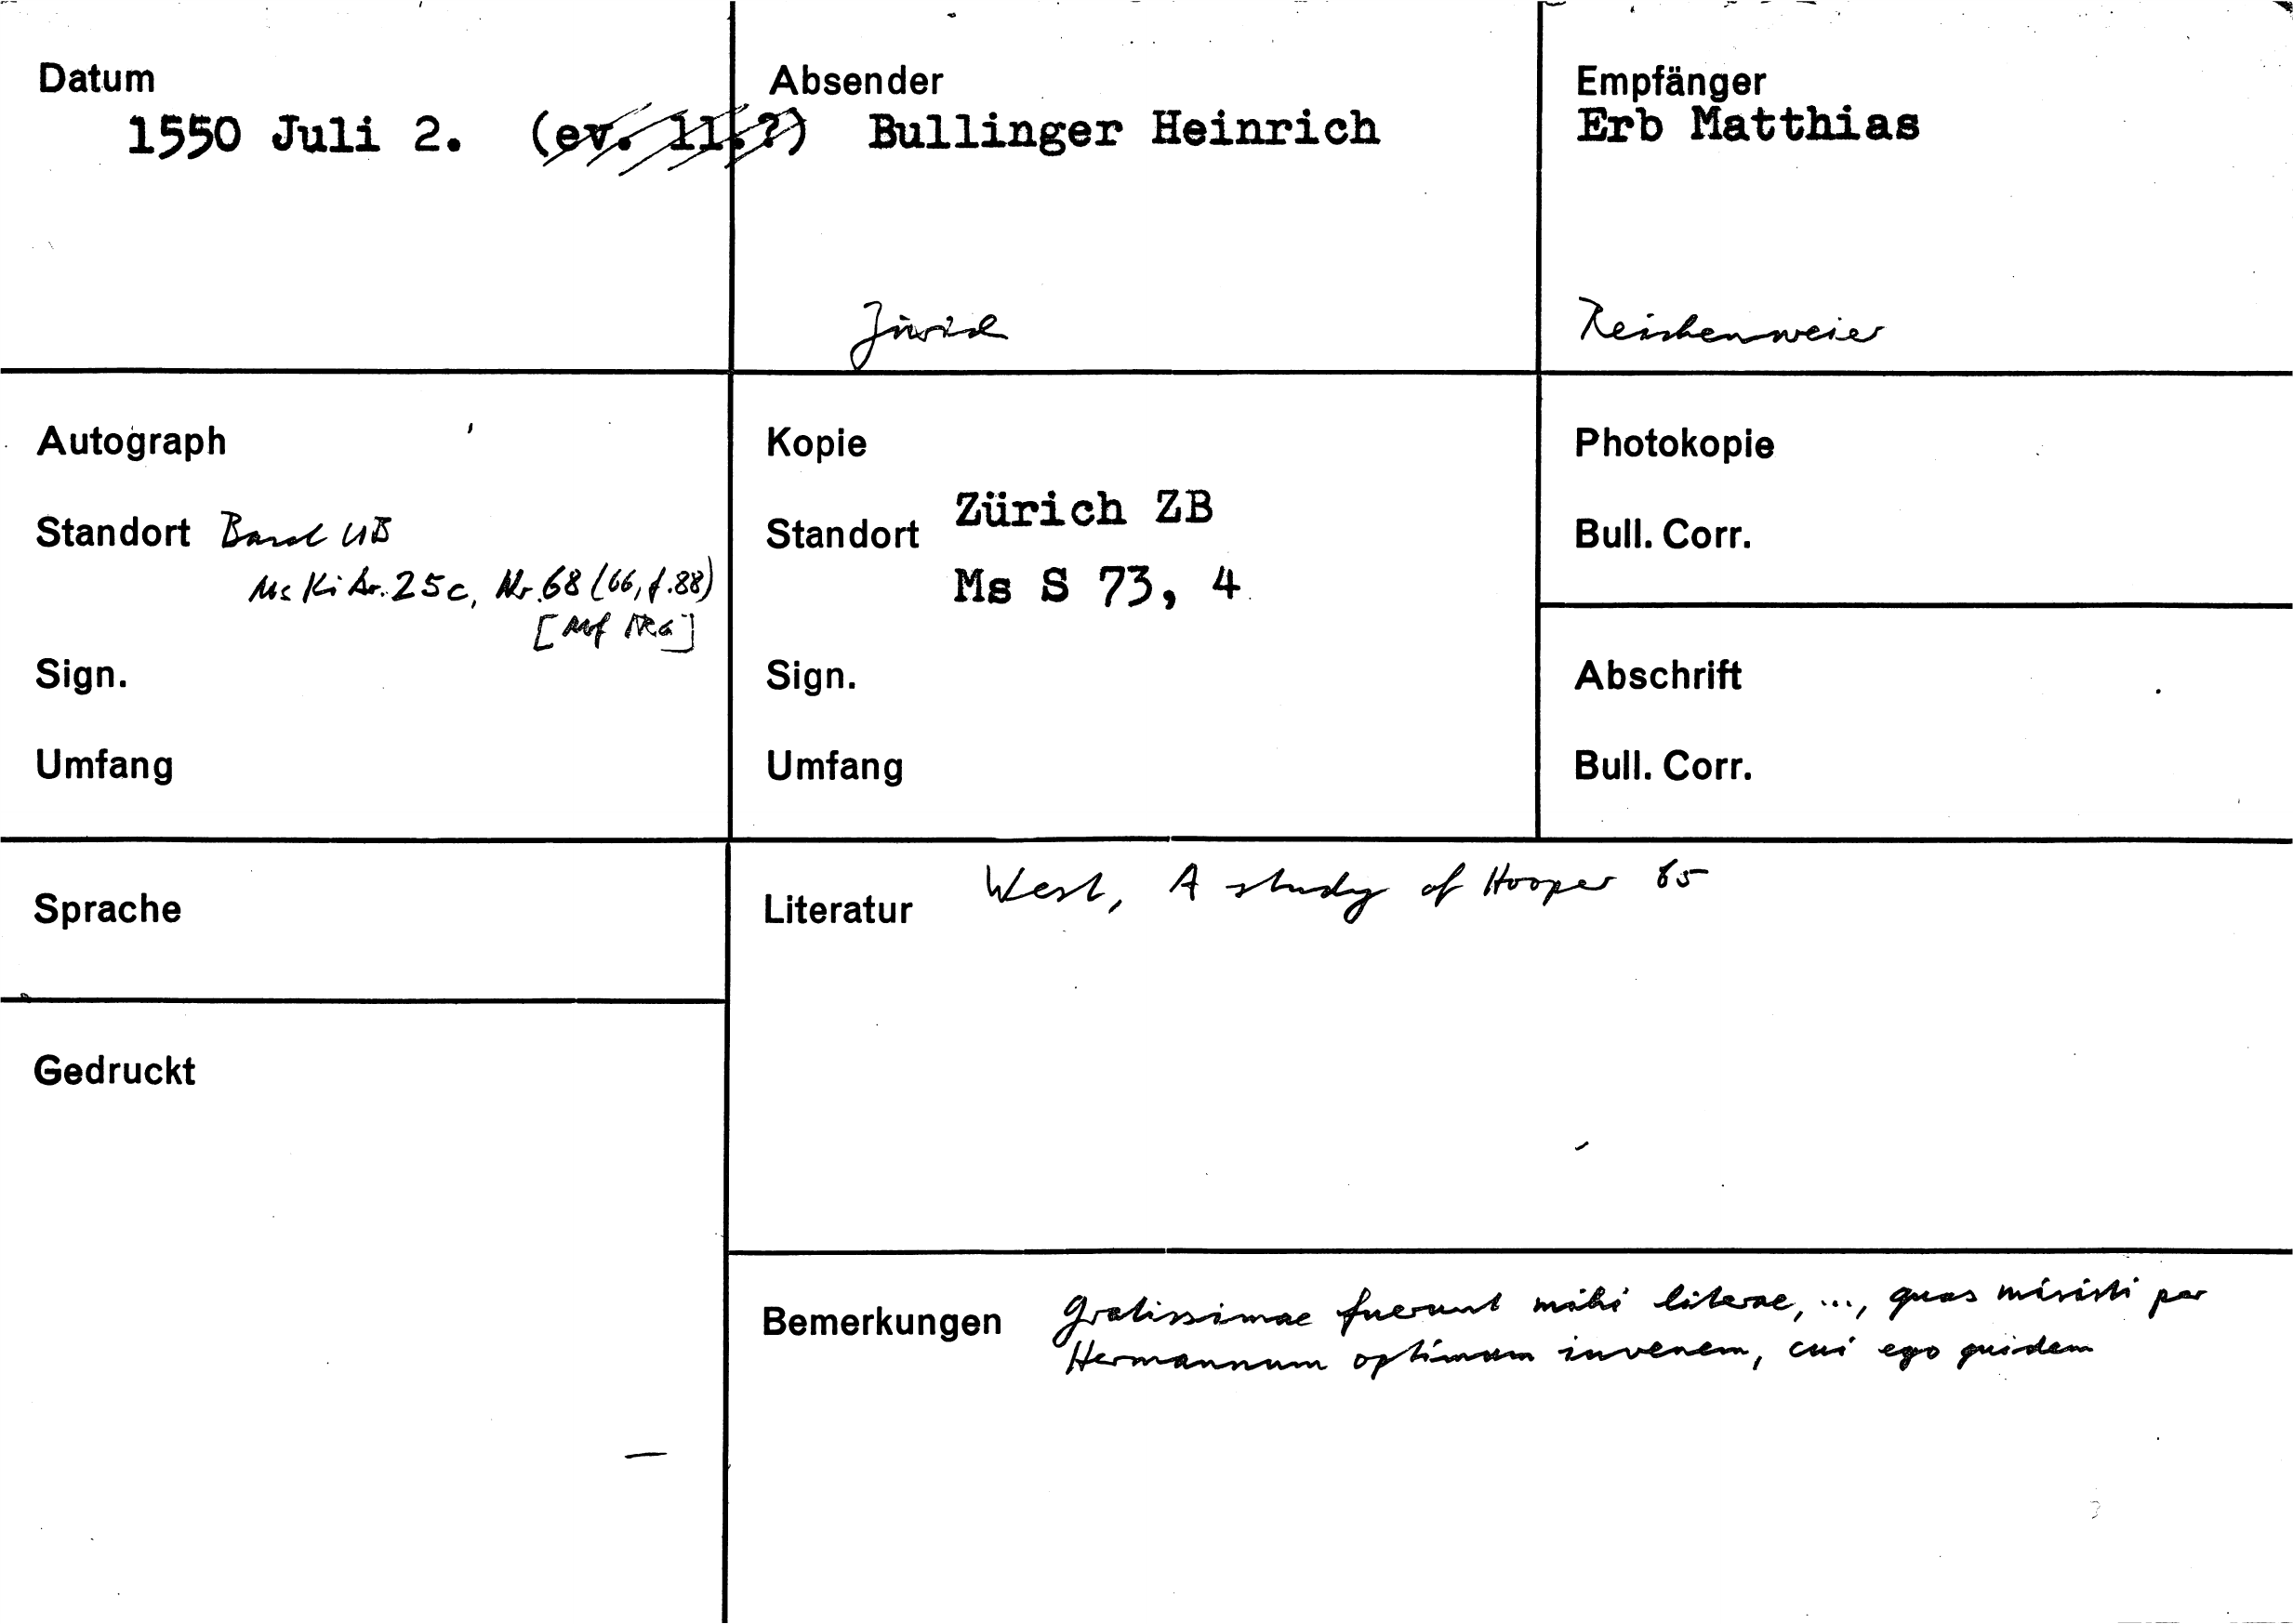 Datum
1550 Juli 2. (ev. 11.?)
Absender
Bullinger Heinrich
Zürich
Empfänger
Erb Matthias
Reichenweier
Autograph
Standort Basel UB
Ms Ki Ar. 25c, Nr. 68 (66, f. 88)
[Mf IRG]
Sign.
Umfang
Kopie
Standort Zürich ZB
Ms S 73, 4
Sign.
Umfang
Photokopie
Bull. Corr.
Abschrift
Bull. Corr.
Sprache
Gedruckt
Literatur West, A study of Hooper 65
Bemerkungen Gratissimae fuerunt mihi literae, ..., quas misisti per
Hermannum optimum iuvenem, cui ego quidem